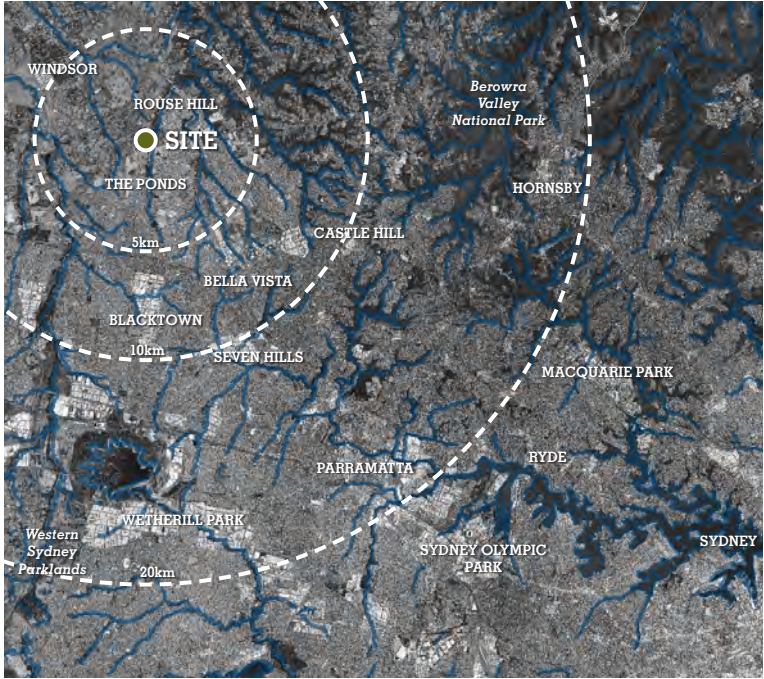 WINDSOR
ROUSE HILL
SITE
THE PONDS
5km
Berowra
Valley
National Park
HORNSBY
CASTLE HILL
BELLA VISTA
BLACKTOWN
10km
SEVEN HILLS
MACQUARIE PARK
PARRAMATTA
RYDE
WETHERILL PARK
Western
Sydney
Parklands
SYDNEY
SYDNEY OLYMPIC
PARK
20km